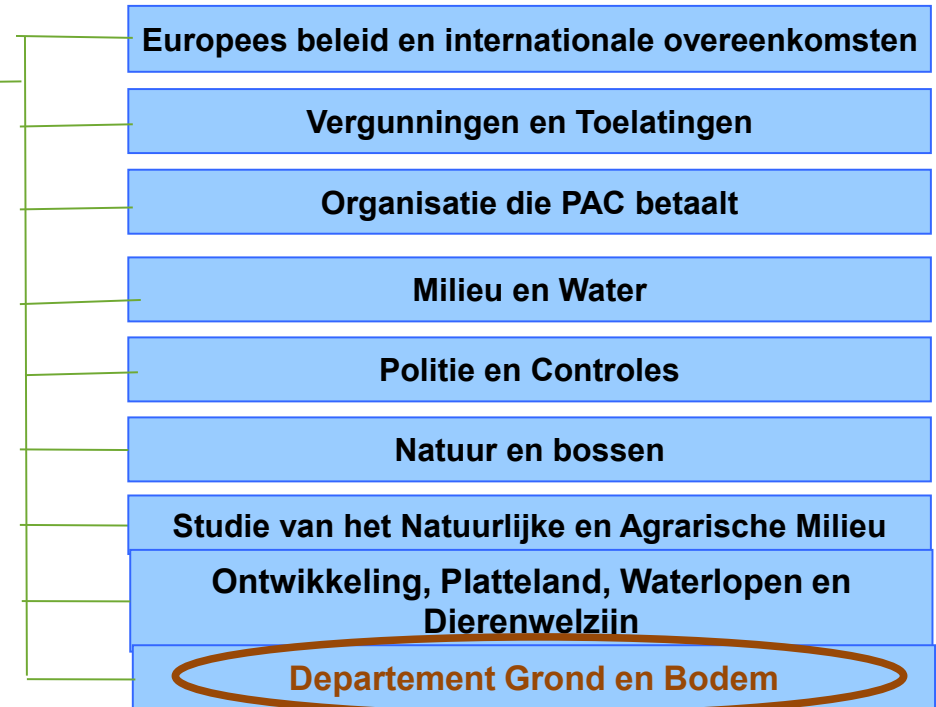 Europees beleid en internationale overeenkomsten
Vergunningen en Toelatingen
Organisatie die PAC betaalt
Milieu en Water
Politie en Controles
Natuur en bossen
Studie van het Natuurlijke en Agrarische Milieu
Ontwikkeling, Platteland, Waterlopen en
Dierenwelzijn
Departement Grond en Bodem